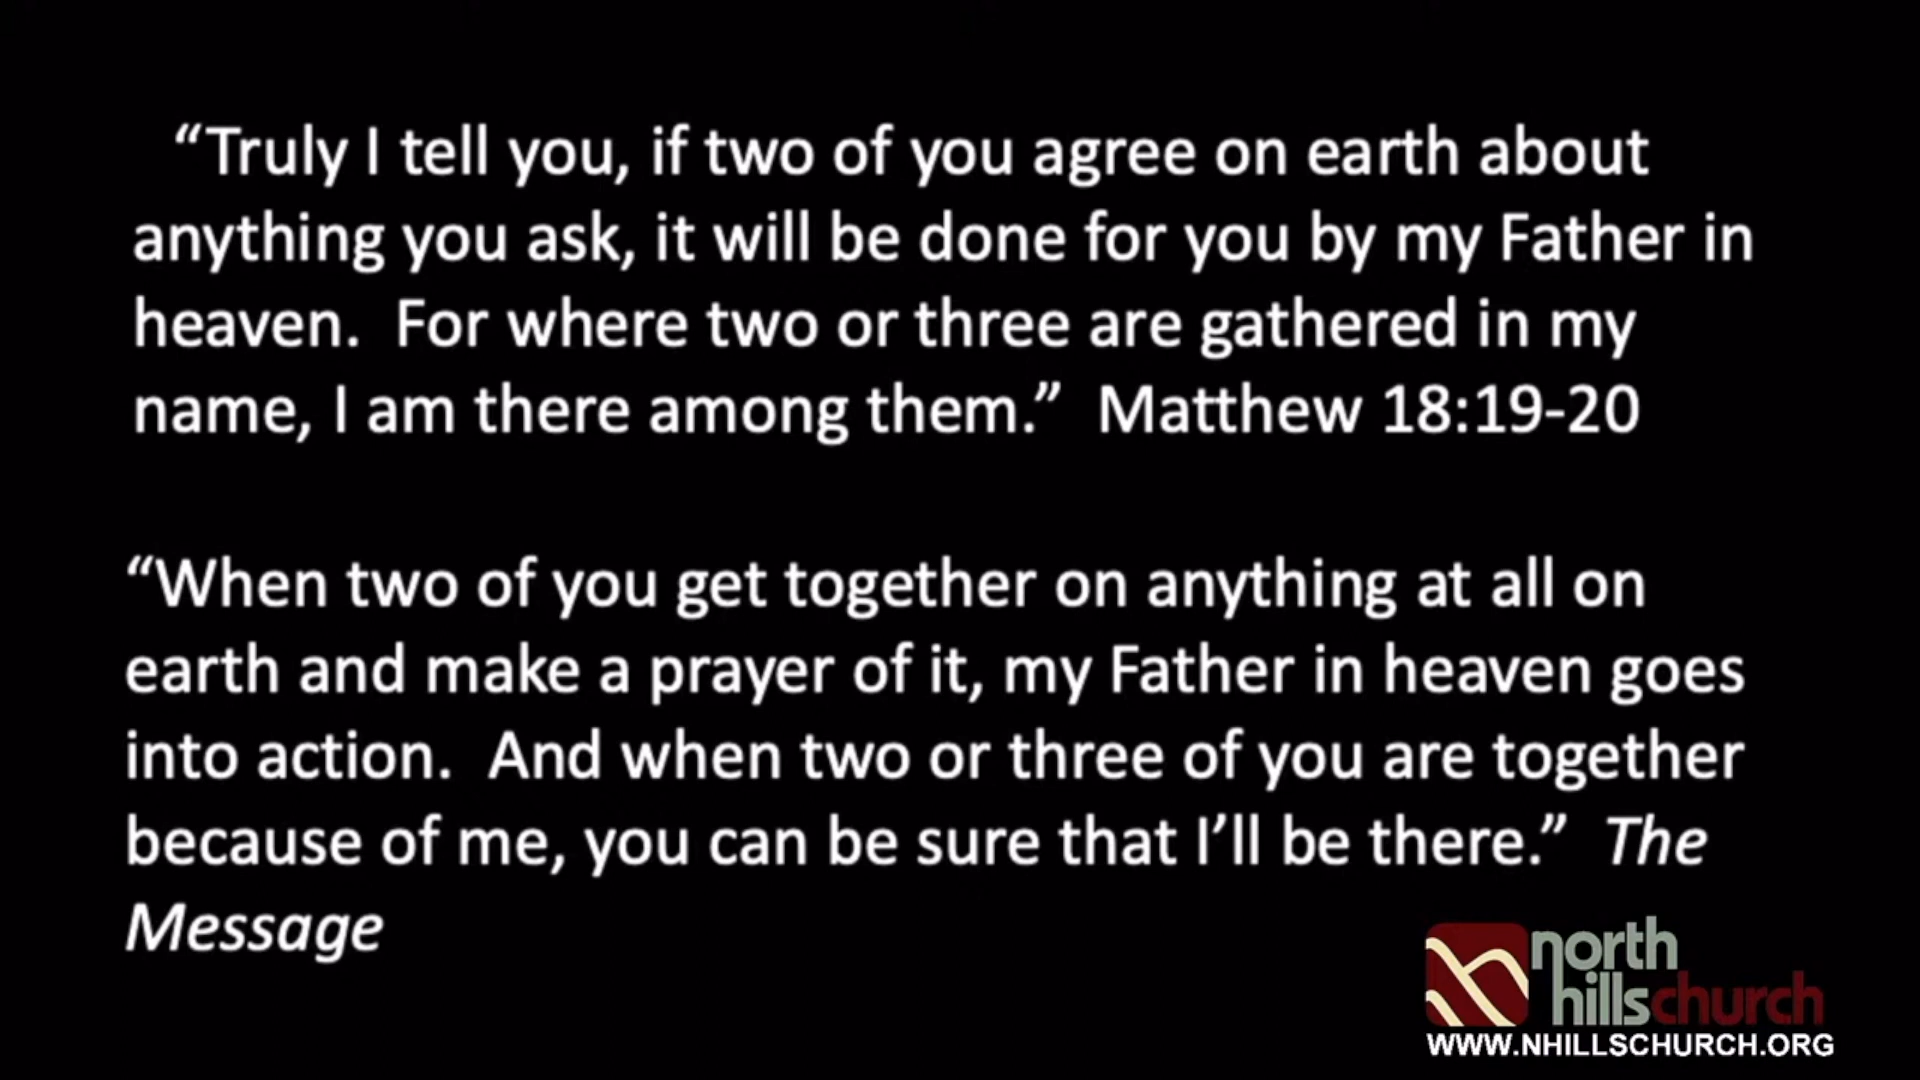 “Truly I tell you, if two of you agree on earth about
anything you ask, it will be done for you by my Father in
heaven.  For where two or three are gathered in my
name, I am there among them.”  Matthew 18:19-20
“When two of you get together on anything at all on
earth and make a prayer of it, my Father in heaven goes
into action.  And when two or three of you are together
because of me, you can be sure that I’ll be there.”  The
Message
north
hillschurch
WWW.NHILLSCHURCH.ORG